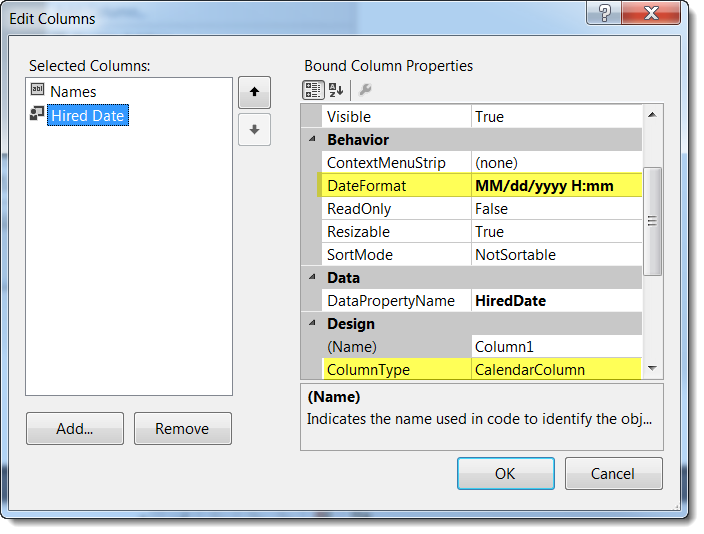 Edit Columns
Selected Columns:
Names
Hired Date
Add...
Remove
Bound Column Properties
Visible True
Behavior
ContextMenuStrip (none)
DateFormat MM/dd/yyyy H:mm
ReadOnly False
Resizable True
SortMode NotSortable
Data
DataPropertyName HiredDate
Design
(Name) Column1
ColumnType CalendarColumn
(Name)
Indicates the name used in code to identify the obj...
OK
Cancel